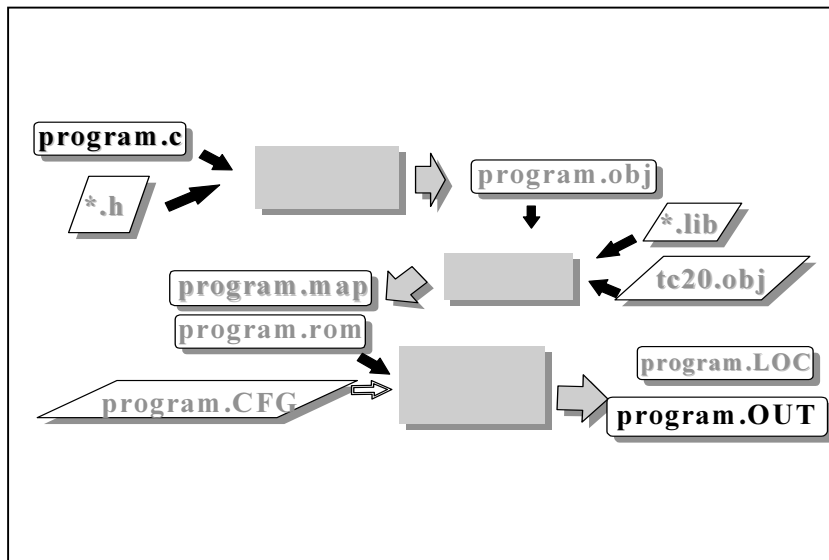 program.c
*.h
program.obj
*.lib
tc20.obj
program.map
program.rom
program.LOC
program.CFG
program.OUT